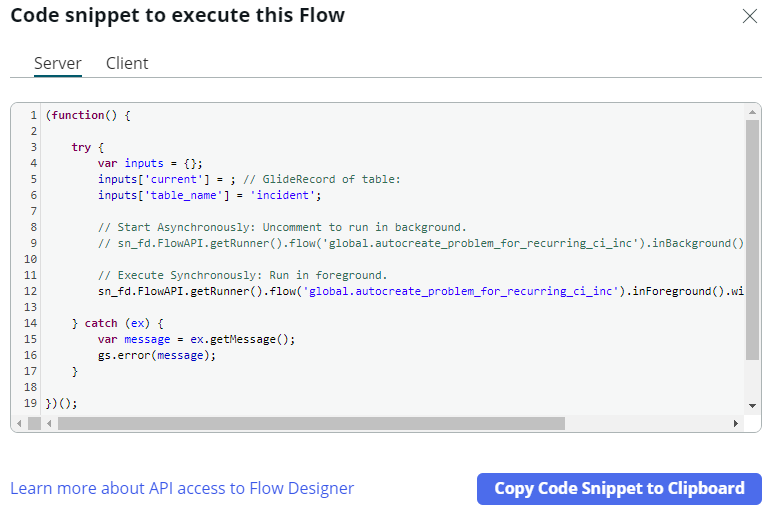 Code snippet to execute this Flow
Server Client
1 (function() {
2
3 try {
4 var inputs = {};
5 inputs['current'] = ; // GlideRecord of table:
6 inputs['table_name'] = 'incident';
7
8 // Start Asynchronously: Uncomment to run in background.
9 // sn_fd.FlowAPI.getRunner().flow('global.autocreate_problem_for_recurring_ci_inc').inBackground()
10
11 // Execute Synchronously: Run in foreground.
12 sn_fd.FlowAPI.getRunner().flow('global.autocreate_problem_for_recurring_ci_inc').inForeground().wi
13
14 } catch (ex) {
15 var message = ex.getMessage();
16 gs.error(message);
17 }
18
19 })();
Learn more about API access to Flow Designer
Copy Code Snippet to Clipboard